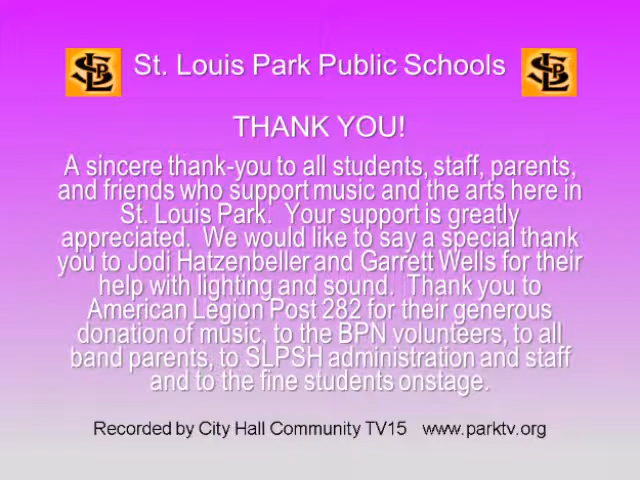 St. Louis Park Public Schools
THANK YOU!
A sincere thank-you to all students, staff, parents,
and friends who support music and the arts here in
St. Louis Park.  Your support is greatly
appreciated.  We would like to say a special thank
you to Jodi Hatzenbeller and Garrett Wells for their
help with lighting and sound.  Thank you to
American Legion Post 282 for their generous
donation of music, to the BPN volunteers, to all
band parents, to SLPSH administration and staff
and to the fine students onstage.
Recorded by City Hall Community TV15   www.parktv.org